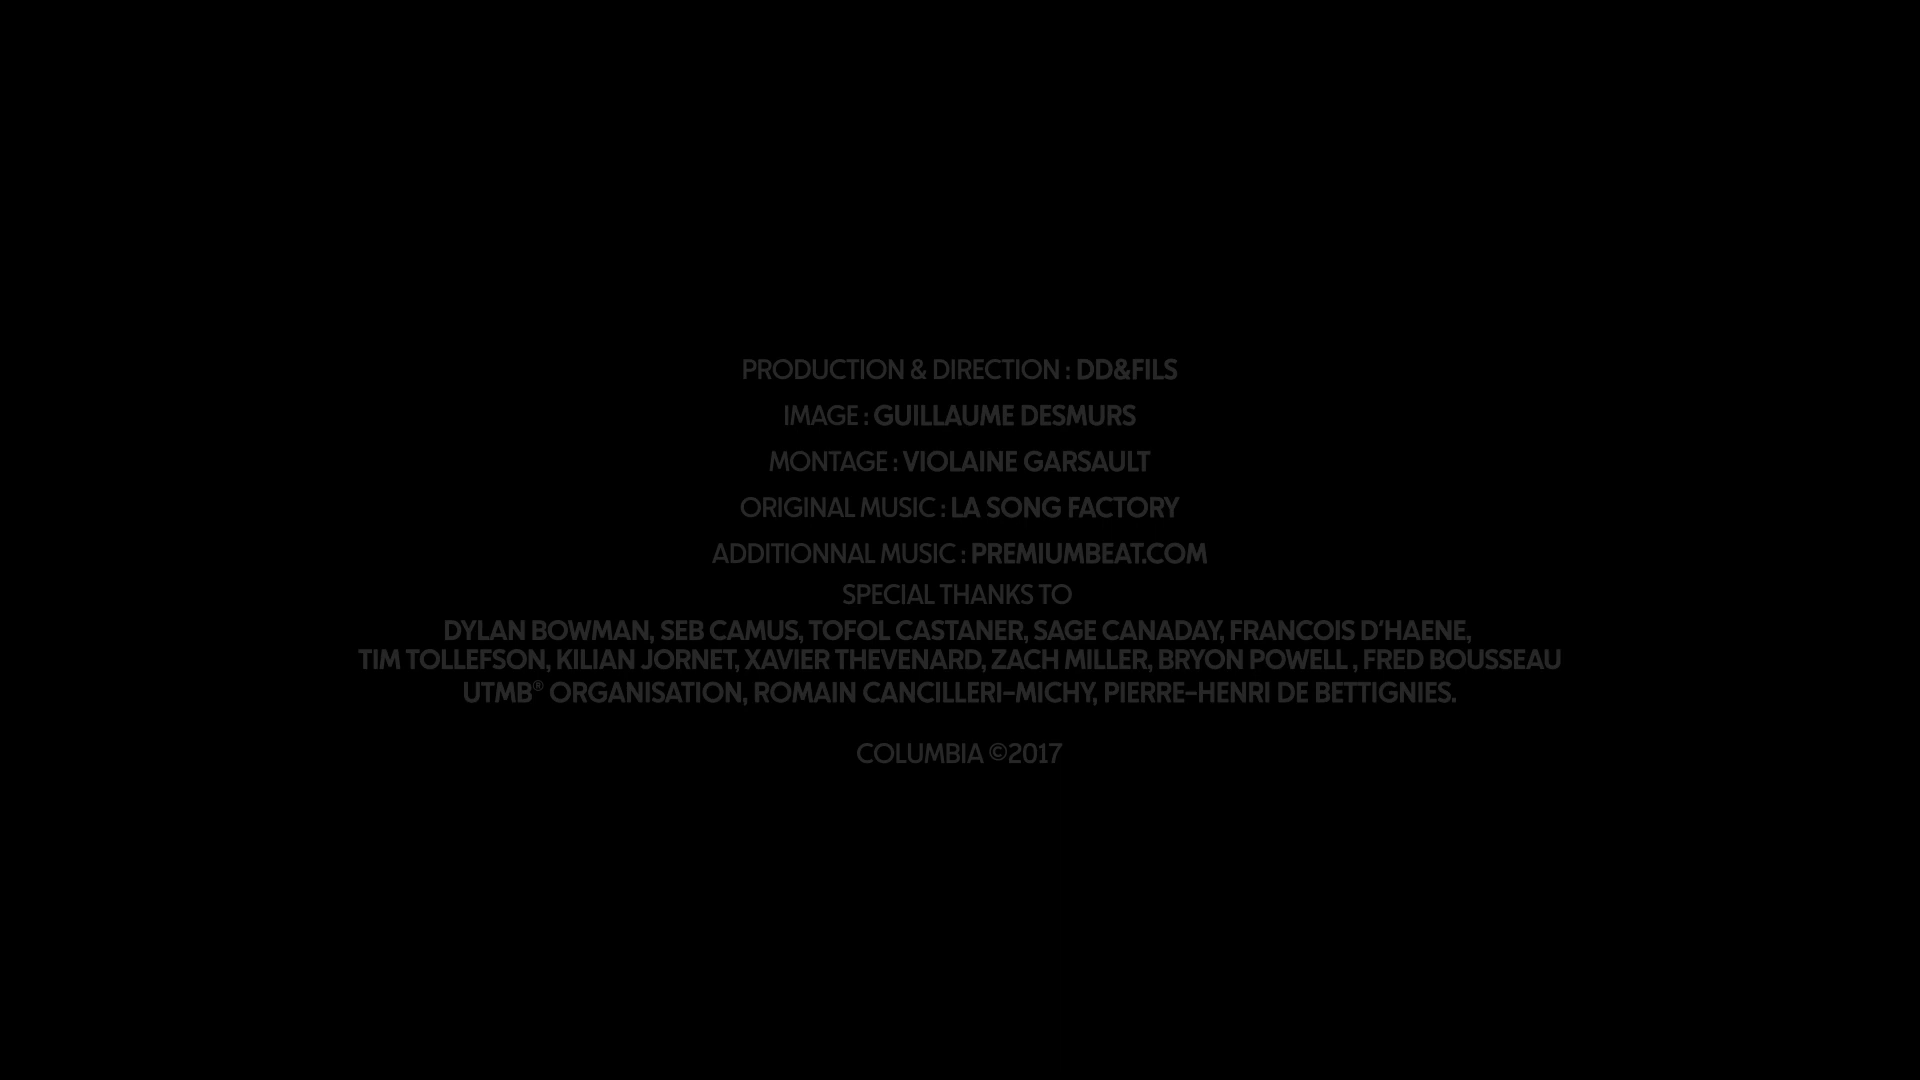 PRODUCTION & DIRECTION : DD&FILS
IMAGE : GUILLAUME DESMURS
MONTAGE : VIOLAINE GARSAULT
ORIGINAL MUSIC : LA SONG FACTORY
ADDITIONNAL MUSIC : PREMIUMBEAT.COM
SPECIAL THANKS TO
DYLAN BOWMAN, SEB CAMUS, TOFOL CASTANER, SAGE CANADAY, FRANCOIS D'HAENE,
TIM TOLLEFSON, KILIAN JORNET, XAVIER THEVENARD, ZACH MILLER, BRYON POWELL , FRED BOUSSEAU
UTMB® ORGANISATION, ROMAIN CANCILLERI-MICHY, PIERRE-HENRI DE BETTIGNIES.
COLUMBIA ©2017